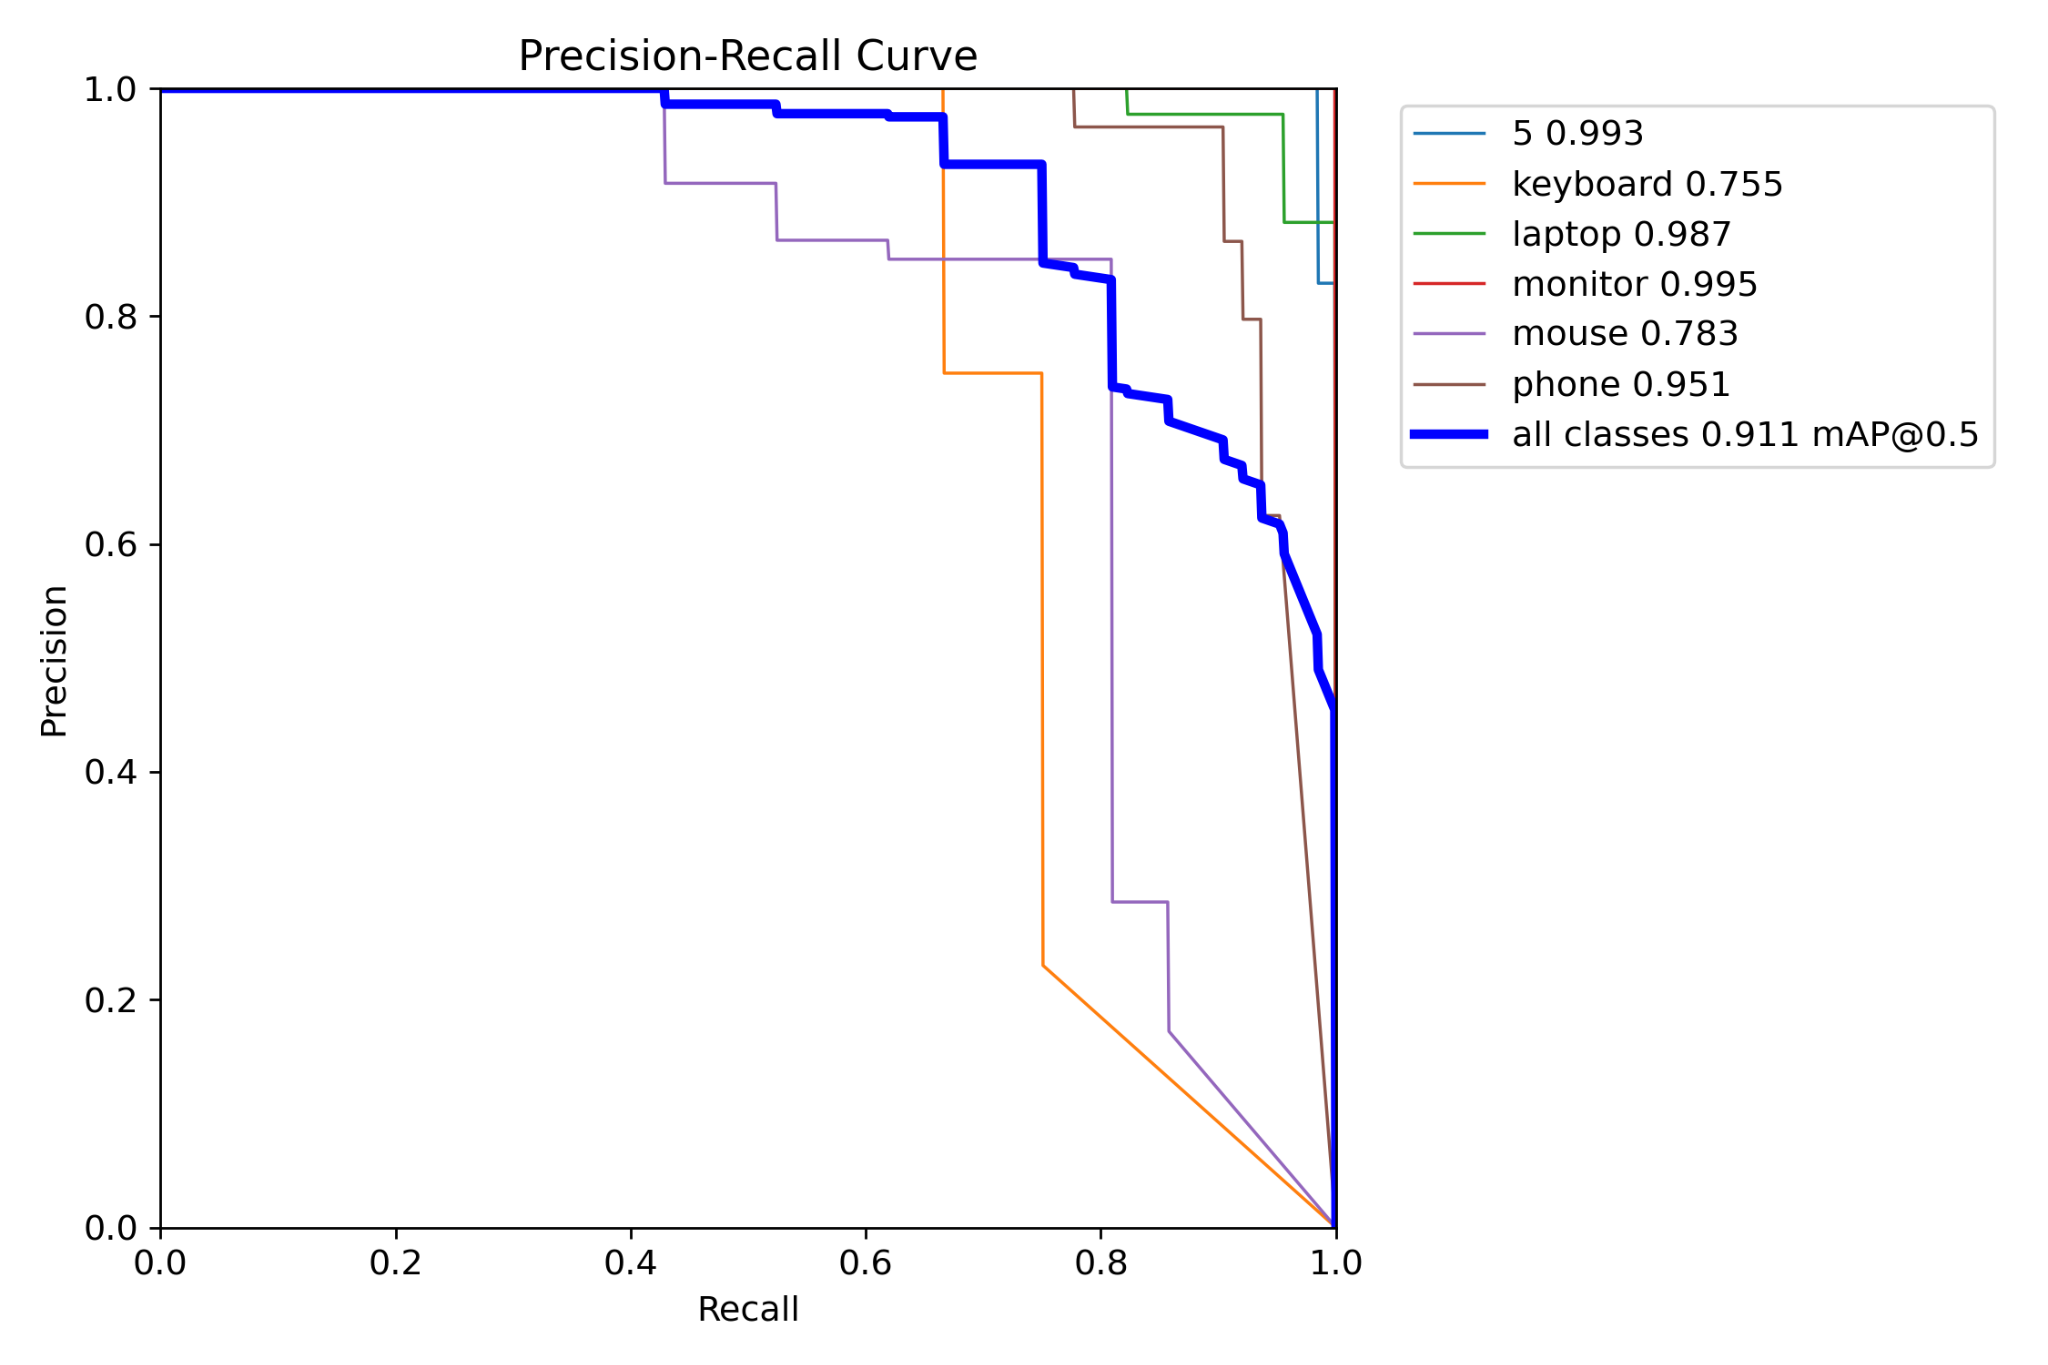 Precision-Recall Curve
1.0
0.8
0.6
0.4
0.2
0.0
Precision
0.0 0.2 0.4 0.6 0.8 1.0
Recall
5 0.993
keyboard 0.755
laptop 0.987
monitor 0.995
mouse 0.783
phone 0.951
all classes 0.911 mAP@0.5